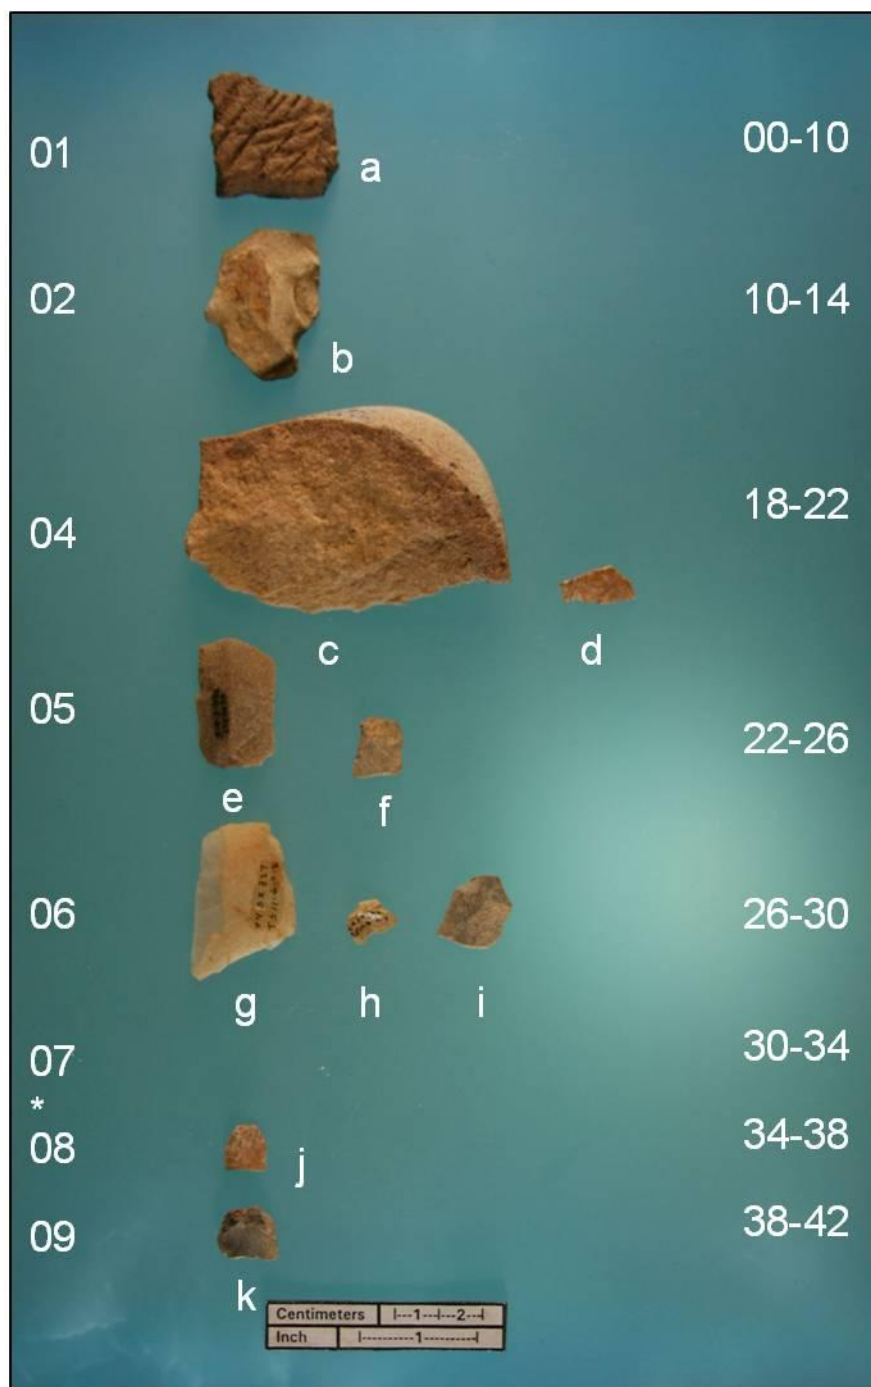 01 a 00-10
02 b 10-14
04 c d 18-22
05 e f 22-26
06 g h i 26-30
07 30-34
*
08 j 34-38
09 k 38-42
Centimeters |---1---|---2---|
Inch |----------1----------|